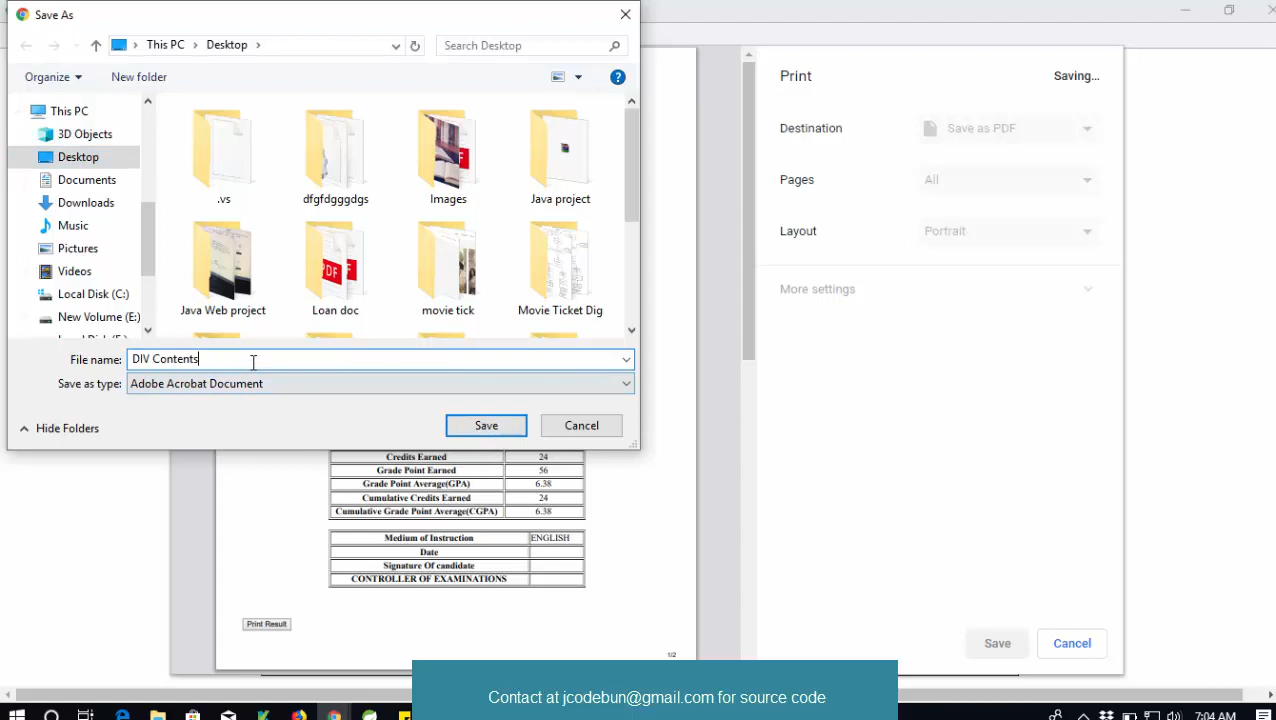 Save As
This PC
Desktop
Search Desktop
Organize
New folder
This PC
3D Objects
Desktop
Documents
Downloads
Music
Pictures
Videos
Local Disk (C:)
New Volume (E:)
.vs
dfgfdgggdgs
Images
Java project
Java Web project
Loan doc
movie tick
Movie Ticket Dig
File name: DIV Contents
Save as type: Adobe Acrobat Document
Hide Folders
Save
Cancel
Print
Saving...
Destination
Save as PDF
Pages
All
Layout
Portrait
More settings
Save
Cancel
Credits Earned 24
Grade Point Earned 56
Grade Point Average(GPA) 6.38
Cumulative Credits Earned 24
Cumulative Grade Point Average(CGPA) 6.38
Medium of Instruction ENGLISH
Date
Signature Of candidate
CONTROLLER OF EXAMINATIONS
Print Result
1/2
Contact at jcodebun@gmail.com for source code
7:04 AM